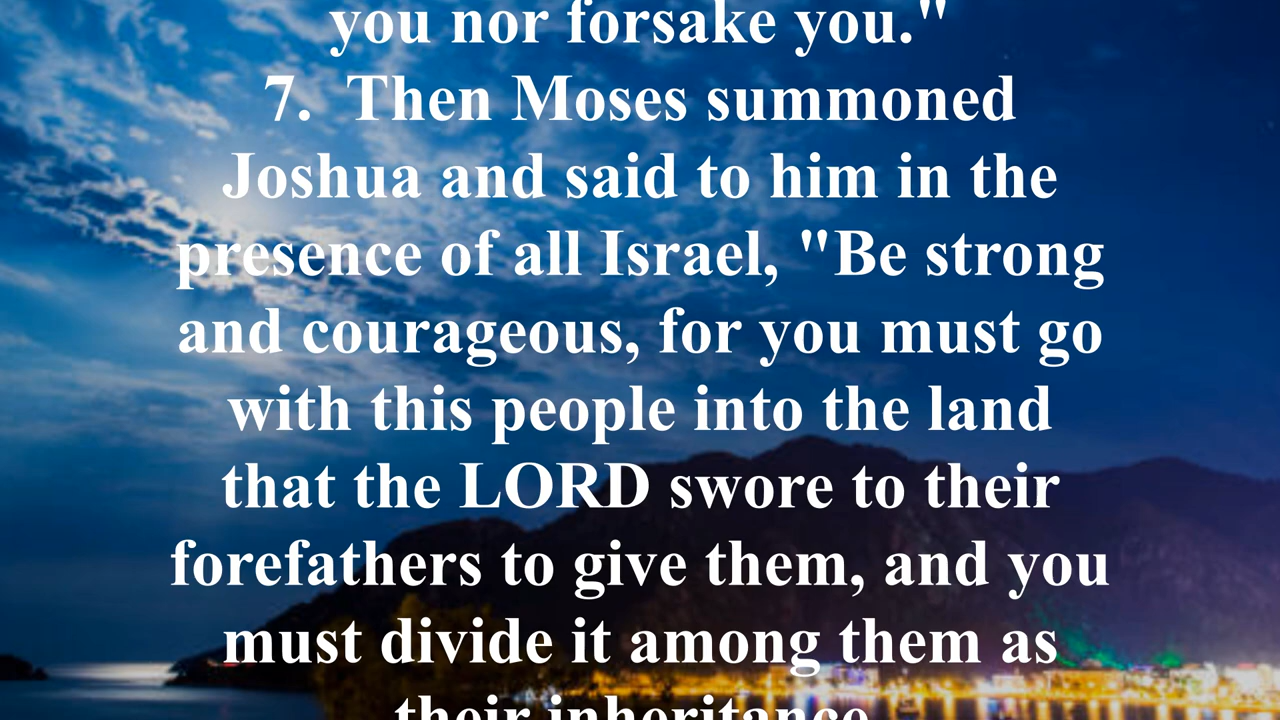 you nor forsake you."
7.  Then Moses summoned
Joshua and said to him in the
presence of all Israel, "Be strong
and courageous, for you must go
with this people into the land
that the LORD swore to their
forefathers to give them, and you
must divide it among them as
their inheritance.